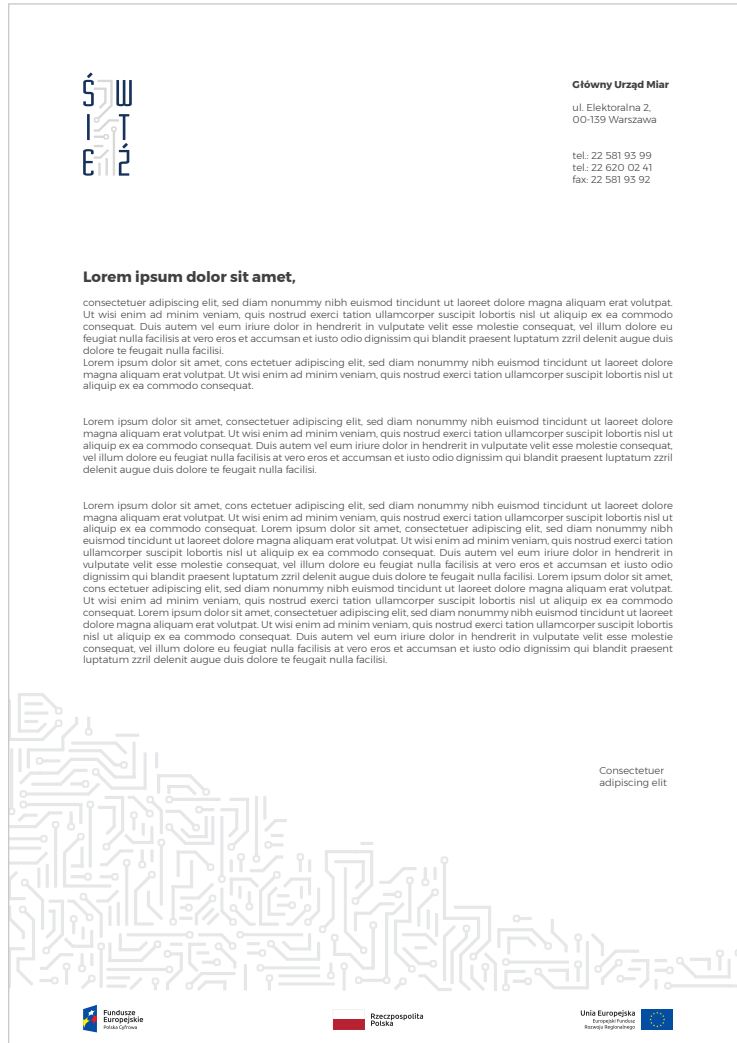 Ś W
I T
E Ź
Główny Urząd Miar
ul. Elektoralna 2,
00-139 Warszawa
tel.: 22 581 93 99
tel.: 22 620 02 41
fax: 22 581 93 92
Lorem ipsum dolor sit amet,
consectetuer adipiscing elit, sed diam nonummy nibh euismod tincidunt ut laoreet dolore magna aliquam erat volutpat.
Ut wisi enim ad minim veniam, quis nostrud exerci tation ullamcorper suscipit lobortis nisl ut aliquip ex ea commodo
consequat. Duis autem vel eum iriure dolor in hendrerit in vulputate velit esse molestie consequat, vel illum dolore eu
feugiat nulla facilisis at vero eros et accumsan et iusto odio dignissim qui blandit praesent luptatum zzril delenit augue duis
dolore te feugait nulla facilisi.
Lorem ipsum dolor sit amet, cons ectetuer adipiscing elit, sed diam nonummy nibh euismod tincidunt ut laoreet dolore
magna aliquam erat volutpat. Ut wisi enim ad minim veniam, quis nostrud exerci tation ullamcorper suscipit lobortis nisl ut
aliquip ex ea commodo consequat.
Lorem ipsum dolor sit amet, consectetuer adipiscing elit, sed diam nonummy nibh euismod tincidunt ut laoreet dolore
magna aliquam erat volutpat. Ut wisi enim ad minim veniam, quis nostrud exerci tation ullamcorper suscipit lobortis nisl ut
aliquip ex ea commodo consequat. Duis autem vel eum iriure dolor in hendrerit in vulputate velit esse molestie consequat,
vel illum dolore eu feugiat nulla facilisis at vero eros et accumsan et iusto odio dignissim qui blandit praesent luptatum zzril
delenit augue duis dolore te feugait nulla facilisi.
Lorem ipsum dolor sit amet, cons ectetuer adipiscing elit, sed diam nonummy nibh euismod tincidunt ut laoreet dolore
magna aliquam erat volutpat. Ut wisi enim ad minim veniam, quis nostrud exerci tation ullamcorper suscipit lobortis nisl ut
aliquip ex ea commodo consequat. Lorem ipsum dolor sit amet, consectetuer adipiscing elit, sed diam nonummy nibh
euismod tincidunt ut laoreet dolore magna aliquam erat volutpat. Ut wisi enim ad minim veniam, quis nostrud exerci tation
ullamcorper suscipit lobortis nisl ut aliquip ex ea commodo consequat. Duis autem vel eum iriure dolor in hendrerit in
vulputate velit esse molestie consequat, vel illum dolore eu feugiat nulla facilisis at vero eros et accumsan et iusto odio
dignissim qui blandit praesent luptatum zzril delenit augue duis dolore te feugait nulla facilisi. Lorem ipsum dolor sit amet,
cons ectetuer adipiscing elit, sed diam nonummy nibh euismod tincidunt ut laoreet dolore magna aliquam erat volutpat.
Ut wisi enim ad minim veniam, quis nostrud exerci tation ullamcorper suscipit lobortis nisl ut aliquip ex ea commodo
consequat. Lorem ipsum dolor sit amet, consectetuer adipiscing elit, sed diam nonummy nibh euismod tincidunt ut laoreet
dolore magna aliquam erat volutpat. Ut wisi enim ad minim veniam, quis nostrud exerci tation ullamcorper suscipit lobortis
nisl ut aliquip ex ea commodo consequat. Duis autem vel eum iriure dolor in hendrerit in vulputate velit esse molestie
consequat, vel illum dolore eu feugiat nulla facilisis at vero eros et accumsan et iusto odio dignissim qui blandit praesent
luptatum zzril delenit augue duis dolore te feugait nulla facilisi.
Consectetuer
adipiscing elit
Fundusze
Europejskie
Polska Cyfrowa
Rzeczpospolita
Polska
Unia Europejska
Europejski Fundusz
Rozwoju Regionalnego